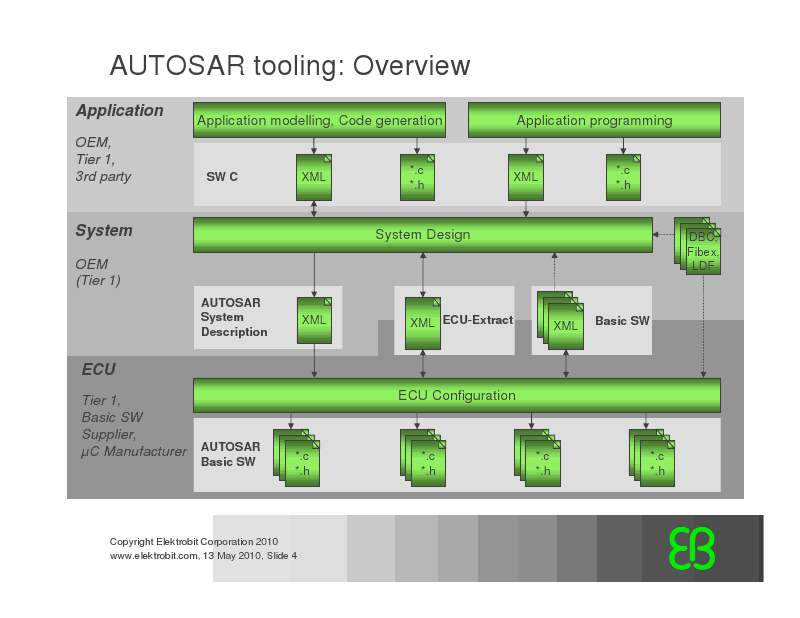 AUTOSAR tooling: Overview
Application
OEM,
Tier 1,
3rd party
Application modelling, Code generation
Application programming
SW C
XML
*.c
*.h
XML
*.c
*.h
System
OEM
(Tier 1)
System Design
DBC,
Fibex,
LDF
AUTOSAR
System
Description
XML
XML
ECU-Extract
XML
Basic SW
ECU
Tier 1,
Basic SW
Supplier,
µC Manufacturer
ECU Configuration
AUTOSAR
Basic SW
*.c
*.h
*.c
*.h
*.c
*.h
*.c
*.h
Copyright Elektrobit Corporation 2010
www.elektrobit.com, 13 May 2010, Slide 4
EB